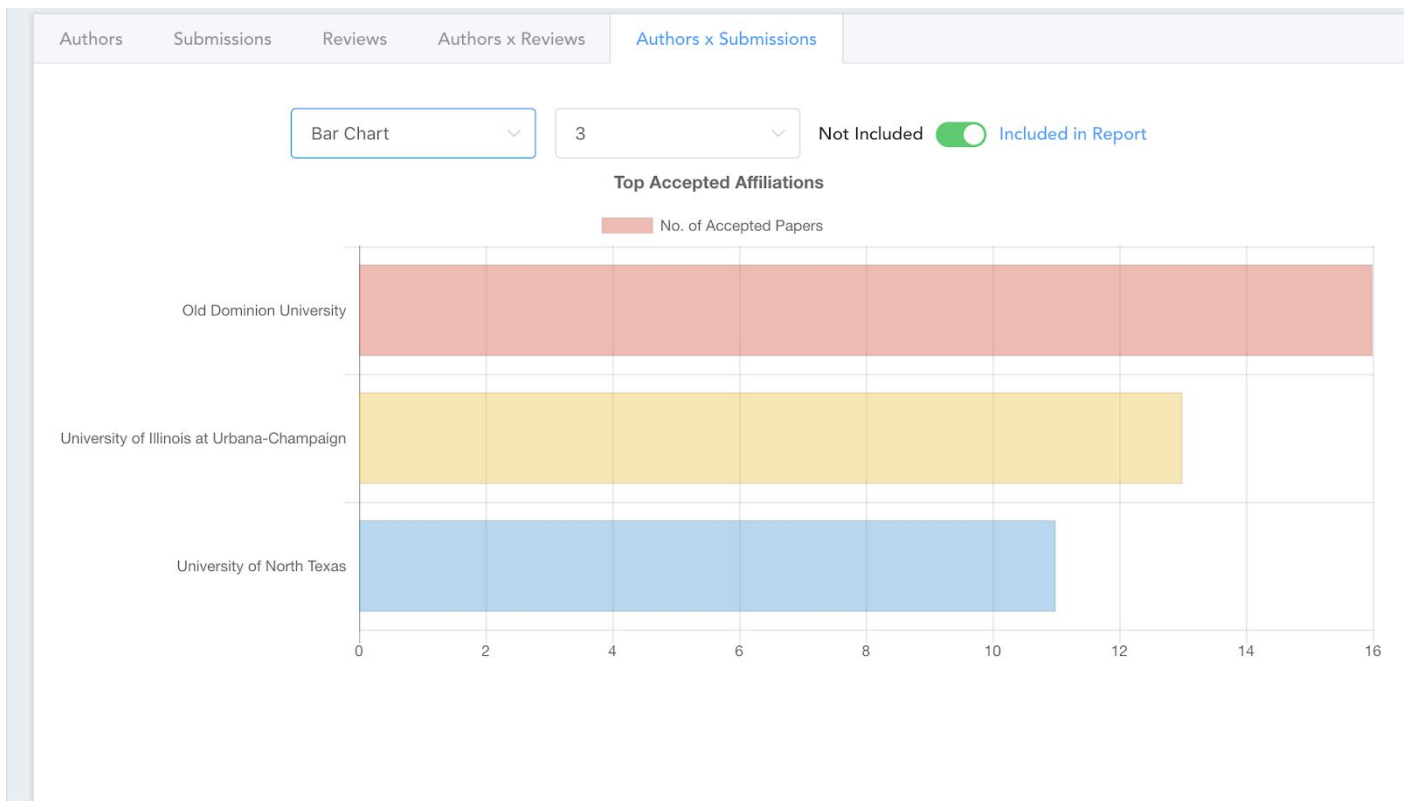 Authors Submissions Reviews Authors x Reviews Authors x Submissions
Bar Chart 3 Not Included Included in Report
Top Accepted Affiliations
No. of Accepted Papers
Old Dominion University
University of Illinois at Urbana-Champaign
University of North Texas
0 2 4 6 8 10 12 14 16